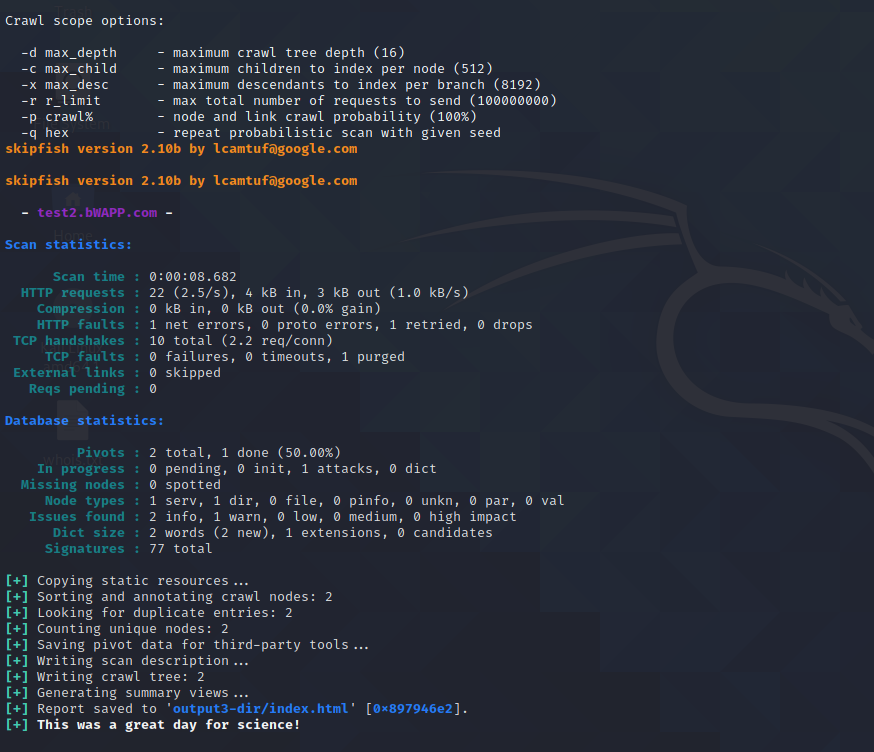 Crawl scope options:
-d max_depth - maximum crawl tree depth (16)
-c max_child - maximum children to index per node (512)
-x max_desc - maximum descendants to index per branch (8192)
-r r_limit - max total number of requests to send (100000000)
-p crawl% - node and link crawl probability (100%)
-q hex - repeat probabilistic scan with given seed
skipfish version 2.10b by lcamtuf@google.com
skipfish version 2.10b by lcamtuf@google.com
- test2.bWAPP.com -
Home
Scan statistics:
Scan time : 0:00:08.682
HTTP requests : 22 (2.5/s), 4 kB in, 3 kB out (1.0 kB/s)
Compression : 0 kB in, 0 kB out (0.0% gain)
HTTP faults : 1 net errors, 0 proto errors, 1 retried, 0 drops
TCP handshakes : 10 total (2.2 req/conn)
TCP faults : 0 failures, 0 timeouts, 1 purged
External links : 0 skipped
Reqs pending : 0
Database statistics:
Pivots : 2 total, 1 done (50.00%)
In progress : 0 pending, 0 init, 1 attacks, 0 dict
Missing nodes : 0 spotted
Node types : 1 serv, 1 dir, 0 file, 0 pinfo, 0 unkn, 0 par, 0 val
Issues found : 2 info, 1 warn, 0 low, 0 medium, 0 high impact
Dict size : 2 words (2 new), 1 extensions, 0 candidates
Signatures : 77 total
[+] Copying static resources...
[+] Sorting and annotating crawl nodes: 2
[+] Looking for duplicate entries: 2
[+] Counting unique nodes: 2
[+] Saving pivot data for third-party tools...
[+] Writing scan description...
[+] Writing crawl tree: 2
[+] Generating summary views...
[+] Report saved to 'output3-dir/index.html' [0×897946e2].
[+] This was a great day for science!